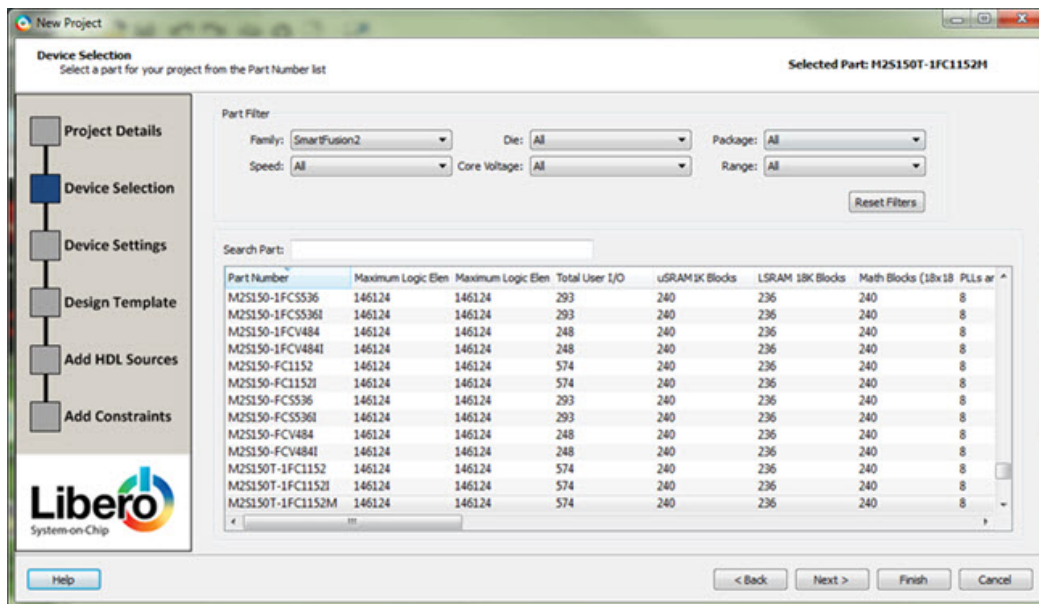 New Project
Device Selection
Select a part for your project from the Part Number list
Selected Part: M2S150T-1FC1152M
Project Details
Device Selection
Device Settings
Design Template
Add HDL Sources
Add Constraints
Libero
System-on-Chip
Part Filter
Family: SmartFusion2 Die: All Package: All
Speed: All Core Voltage: All Range: All
Reset Filters
Search Part:
Part Number Maximum Logic Elen Maximum Logic Elen Total User I/O uSRAM 1K Blocks LSRAM 18K Blocks Math Blocks (18x18 PLLs ar
M2S150-1FCS536 146124 146124 293 240 236 240 8
M2S150-1FCS536I 146124 146124 293 240 236 240 8
M2S150-1FCV484 146124 146124 248 240 236 240 8
M2S150-1FCV484I 146124 146124 248 240 236 240 8
M2S150-FC1152 146124 146124 574 240 236 240 8
M2S150-FC1152I 146124 146124 574 240 236 240 8
M2S150-FCS536 146124 146124 293 240 236 240 8
M2S150-FCS536I 146124 146124 293 240 236 240 8
M2S150-FCV484 146124 146124 248 240 236 240 8
M2S150-FCV484I 146124 146124 248 240 236 240 8
M2S150T-1FC1152 146124 146124 574 240 236 240 8
M2S150T-1FC1152I 146124 146124 574 240 236 240 8
M2S150T-1FC1152M 146124 146124 574 240 236 240 8
Help < Back Next > Finish Cancel